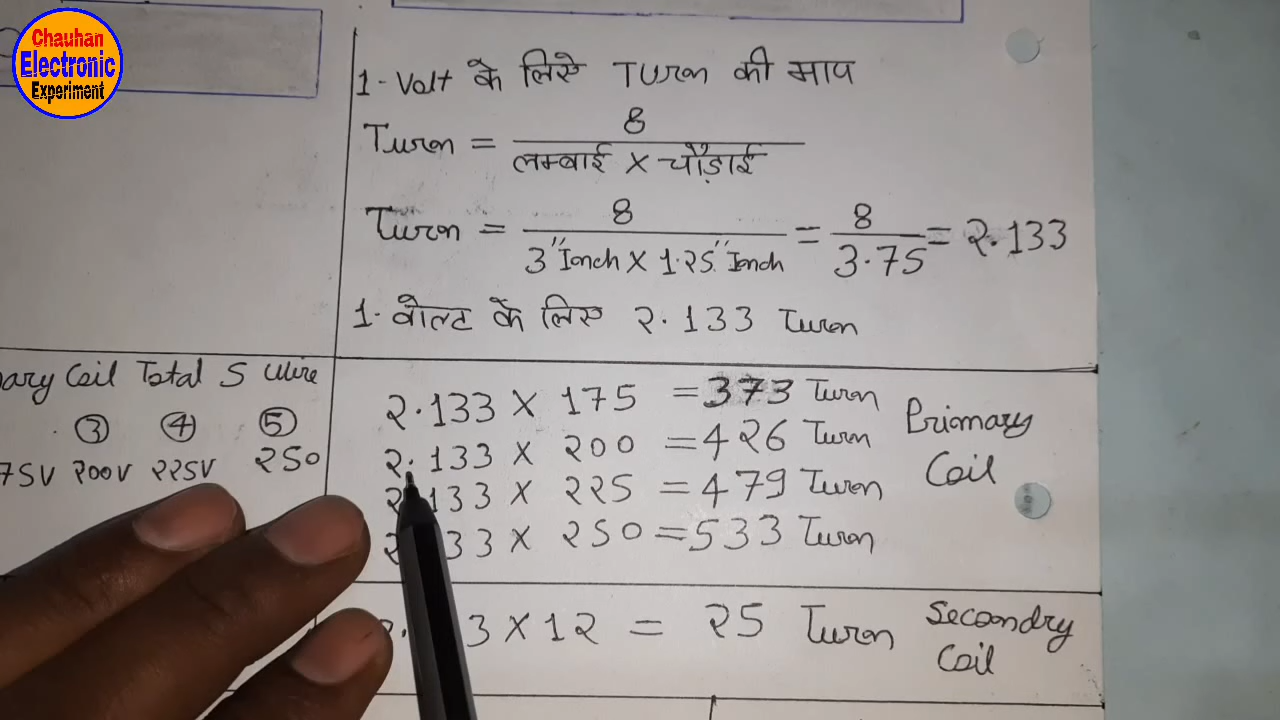 Chauhan
Electronic
Experiment
1- Volt के लिऐ Turn की माप
Turn = 8 / लम्बाई × चौड़ाई
Turn = 8 / 3" Inch × 1.25" Inch = 8 / 3.75 = 2.133
1- वोल्ट के लिए 2.133 Turn
ary Coil Total 5 Wire
③ ④ ⑤
75V 200V 225V 250
2.133 × 175 = 373 Turn
2.133 × 200 = 426 Turn
2.133 × 225 = 479 Turn
33 × 250 = 533 Turn
Primary
Coil
3 × 12 = 25 Turn
Secondry
Coil